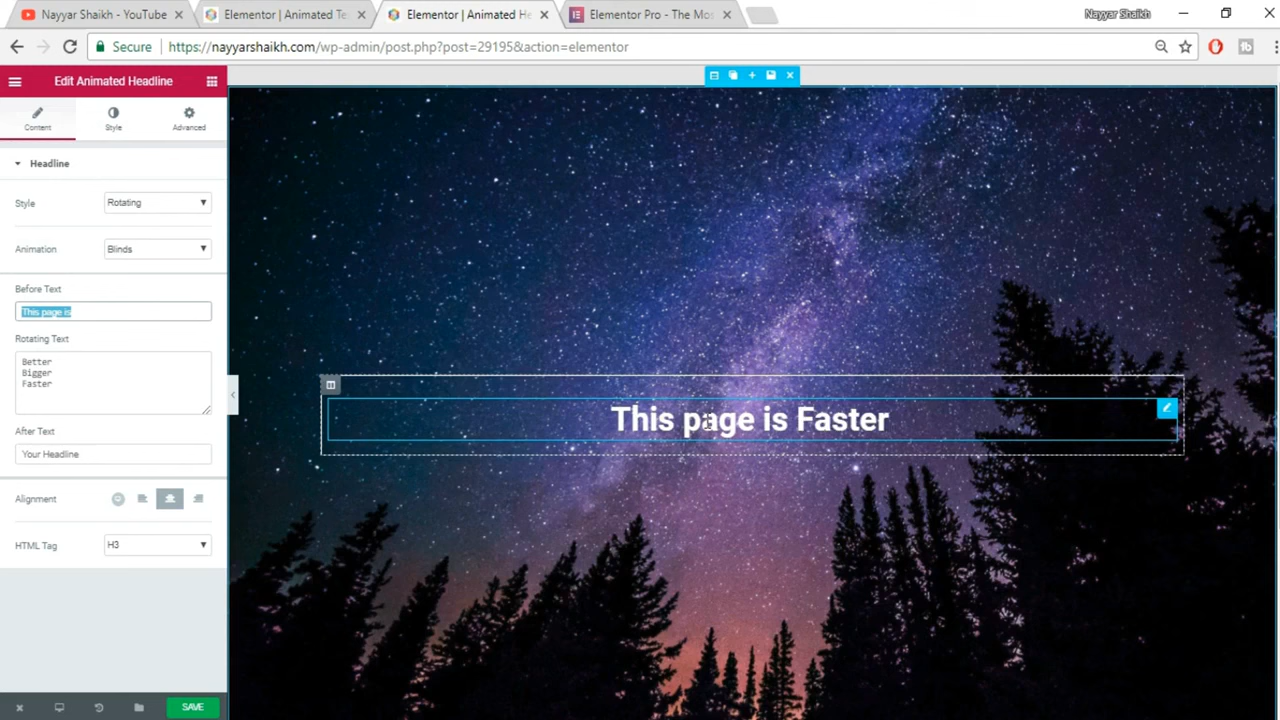 Nayyar Shaikh - YouTube
Elementor | Animated Te
Elementor | Animated He
Elementor Pro - The Mos
Nayyar Shaikh
Secure
https://nayyarshaikh.com/wp-admin/post.php?post=29195&action=elementor
Edit Animated Headline
Content
Style
Advanced
Headline
Style
Rotating
Animation
Blinds
Before Text
This page is
Rotating Text
Better
Bigger
Faster
After Text
Your Headline
Alignment
HTML Tag
H3
SAVE
This page is Faster